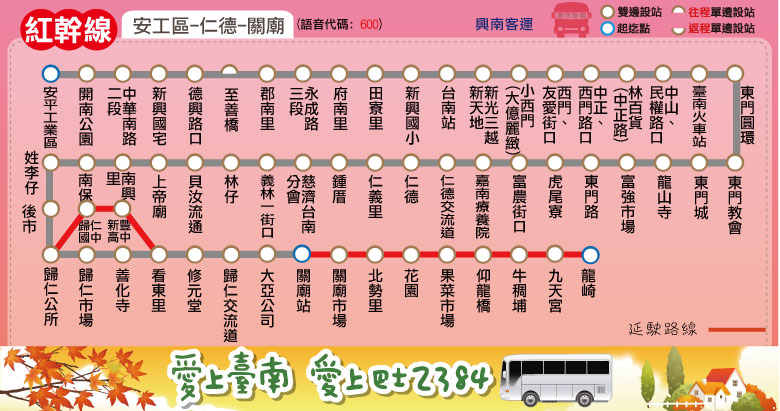 紅幹線
安工區-仁德-關廟
(語音代碼: 600)
興南客運
雙邊設站
往程單邊設站
起迄點
返程單邊設站
安平工業區
開南公園
中華南路二段
新興國宅
德興路口
至善橋
郡南里
永成路三段
府南里
田寮里
新興國小
台南站
新光三越新天地
小西門(大億麗緻)
西門、友愛街口
中正、西門路口
林百貨(中正路)
中山、民權路口
臺南火車站
東門圓環
姓李仔
南保
南興里
上帝廟
貝汝流通
林仔
義林一街口
慈濟台南分會
鍾厝
仁義里
仁德
仁德交流道
嘉南療養院
富農街口
虎尾寮
東門路
富強市場
龍山寺
東門城
東門教會
後市
歸仁國中
新豐高中
歸仁公所
歸仁市場
善化寺
看東里
修元堂
歸仁交流道
大亞公司
關廟站
關廟市場
北勢里
花園
果菜市場
仰龍橋
牛稠埔
九天宮
龍崎
延駛路線
愛上臺南 愛上巴士2384